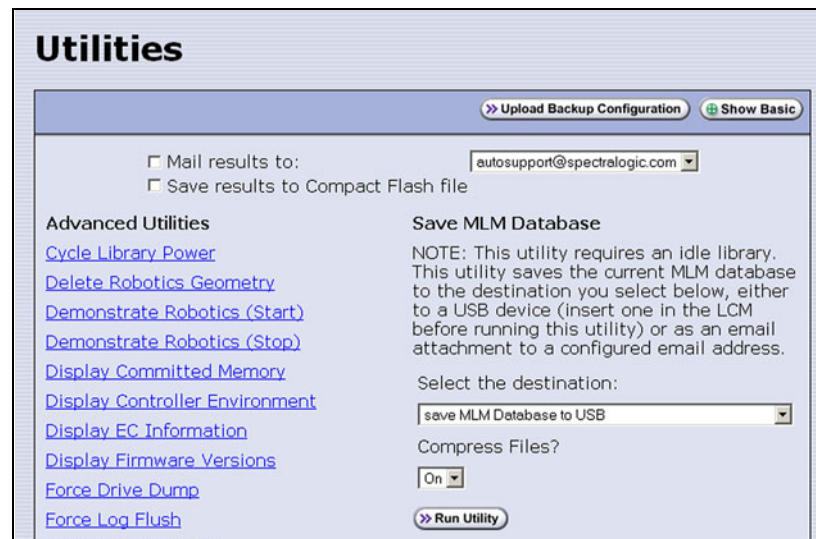 Utilities
Upload Backup Configuration
Show Basic
Mail results to:
autosupport@spectralogic.com
Save results to Compact Flash file
Advanced Utilities
Cycle Library Power
Delete Robotics Geometry
Demonstrate Robotics (Start)
Demonstrate Robotics (Stop)
Display Committed Memory
Display Controller Environment
Display EC Information
Display Firmware Versions
Force Drive Dump
Force Log Flush
Save MLM Database
NOTE: This utility requires an idle library.
This utility saves the current MLM database
to the destination you select below, either
to a USB device (insert one in the LCM
before running this utility) or as an email
attachment to a configured email address.
Select the destination:
save MLM Database to USB
Compress Files?
On
Run Utility